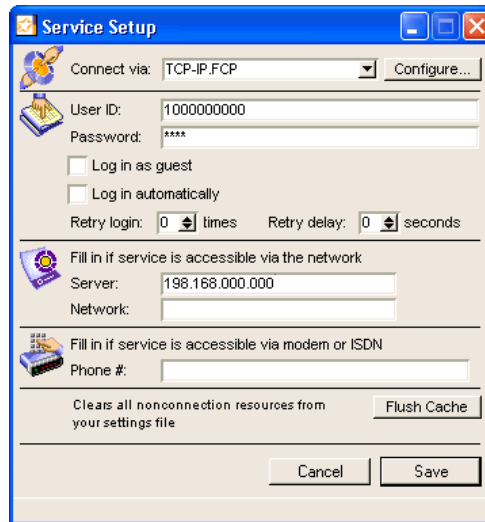 Service Setup
Connect via: TCP-IP.FCP Configure...
User ID: 1000000000
Password: ****
Log in as guest
Log in automatically
Retry login: 0 times Retry delay: 0 seconds
Fill in if service is accessible via the network
Server: 198.168.000.000
Network:
Fill in if service is accessible via modem or ISDN
Phone #:
Clears all nonconnection resources from
your settings file
Flush Cache
Cancel Save